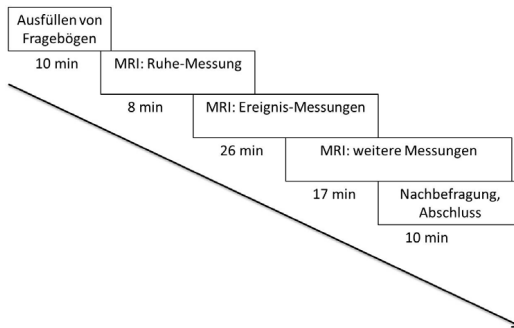 Ausfüllen von
Fragebögen
10 min
MRI: Ruhe-Messung
8 min
MRI: Ereignis-Messungen
26 min
MRI: weitere Messungen
17 min
Nachbefragung,
Abschluss
10 min